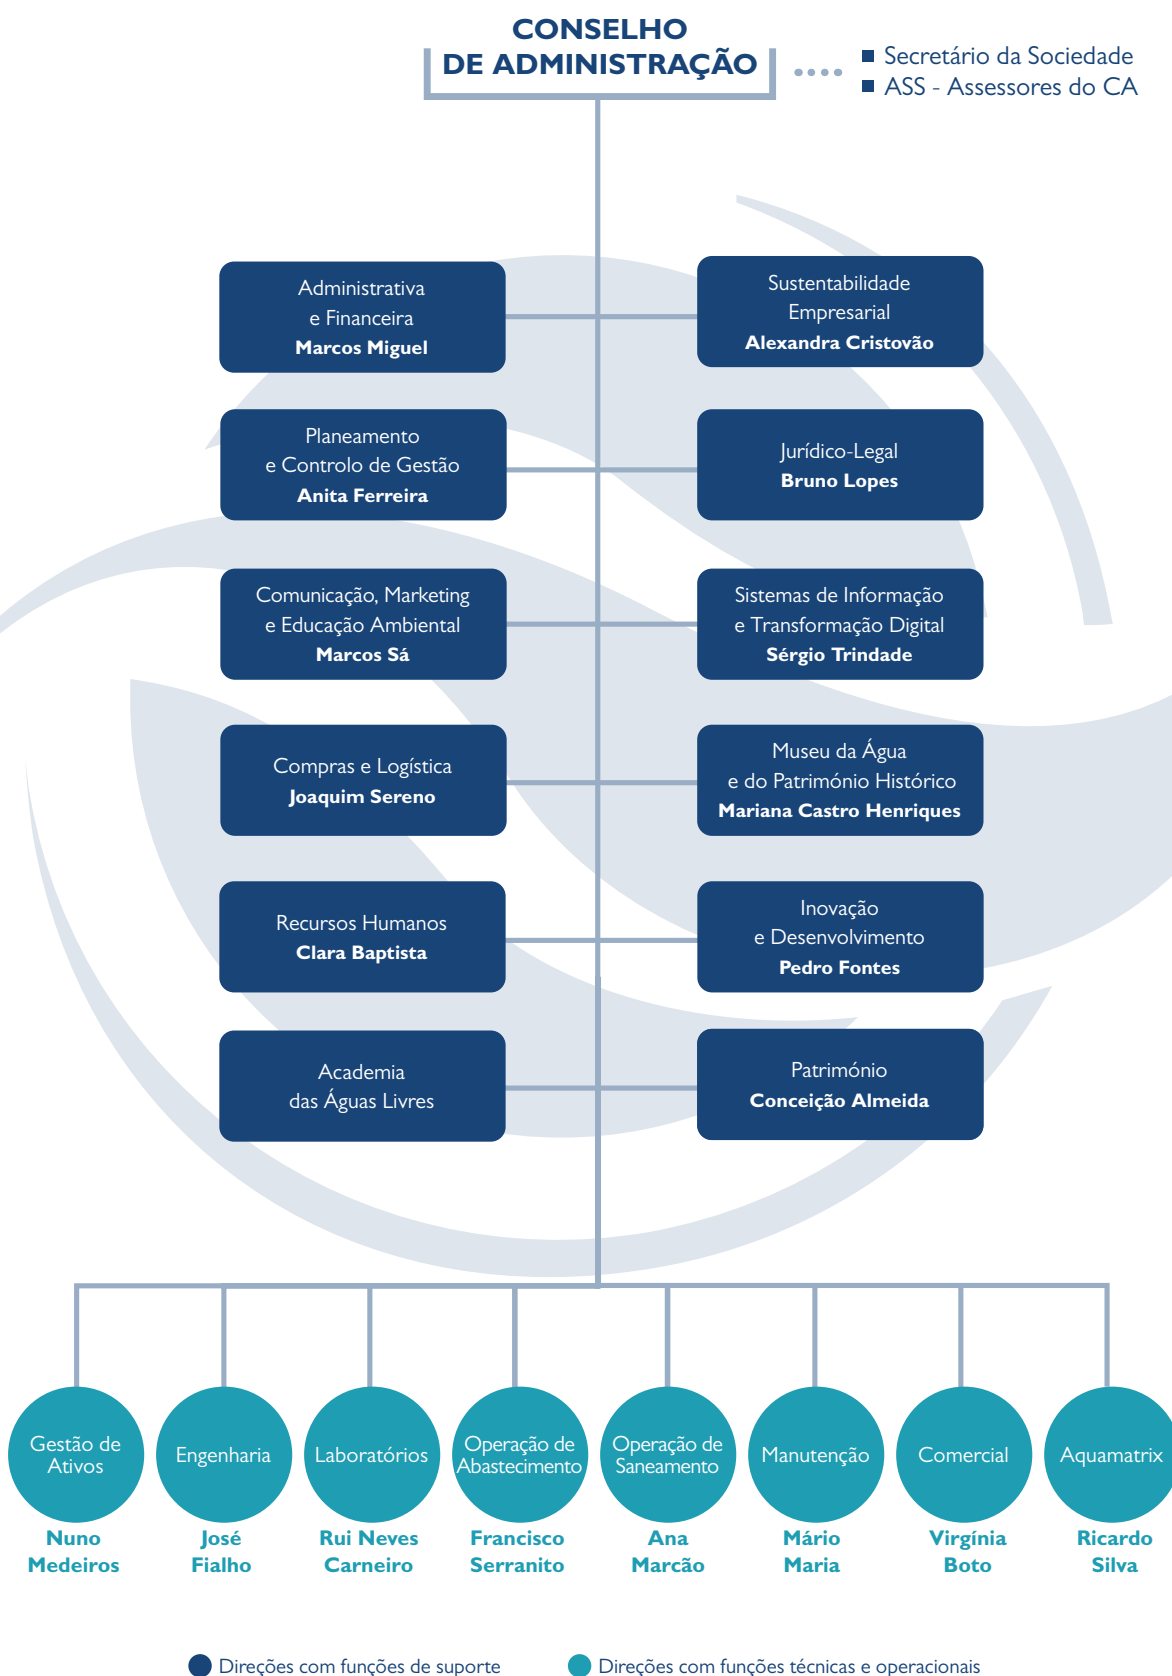 CONSELHO
DE ADMINISTRAÇÃO
Secretário da Sociedade
ASS - Assessores do CA
Administrativa
e Financeira
Marcos Miguel
Sustentabilidade
Empresarial
Alexandra Cristovão
Planeamento
e Controlo de Gestão
Anita Ferreira
Jurídico-Legal
Bruno Lopes
Comunicação, Marketing
e Educação Ambiental
Marcos Sá
Sistemas de Informação
e Transformação Digital
Sérgio Trindade
Compras e Logística
Joaquim Sereno
Museu da Água
e do Património Histórico
Mariana Castro Henriques
Recursos Humanos
Clara Baptista
Inovação
e Desenvolvimento
Pedro Fontes
Academia
das Águas Livres
Património
Conceição Almeida
Gestão de
Ativos
Nuno
Medeiros
Engenharia
José
Fialho
Laboratórios
Rui Neves
Carneiro
Operação de
Abastecimento
Francisco
Serranito
Operação de
Saneamento
Ana
Marcão
Manutenção
Mário
Maria
Comercial
Virgínia
Boto
Aquamatrix
Ricardo
Silva
Direções com funções de suporte
Direções com funções técnicas e operacionais